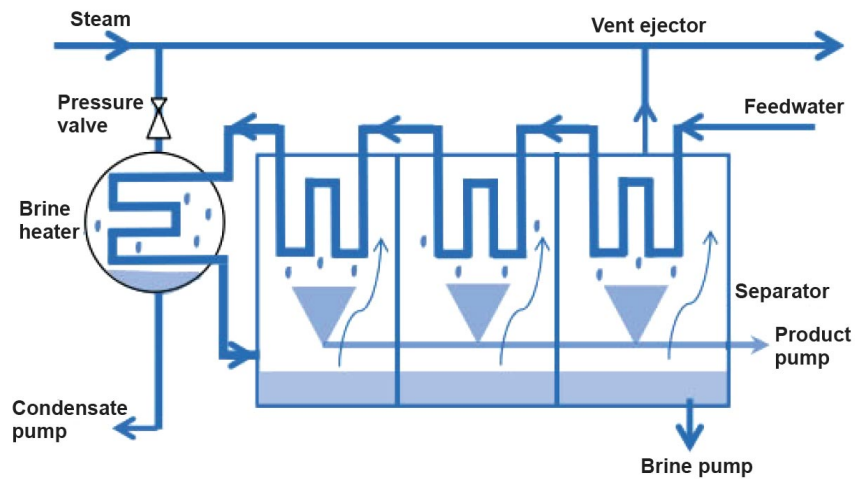 Steam
Vent ejector
Pressure
valve
Feedwater
Brine
heater
Separator
Product
pump
Condensate
pump
Brine pump